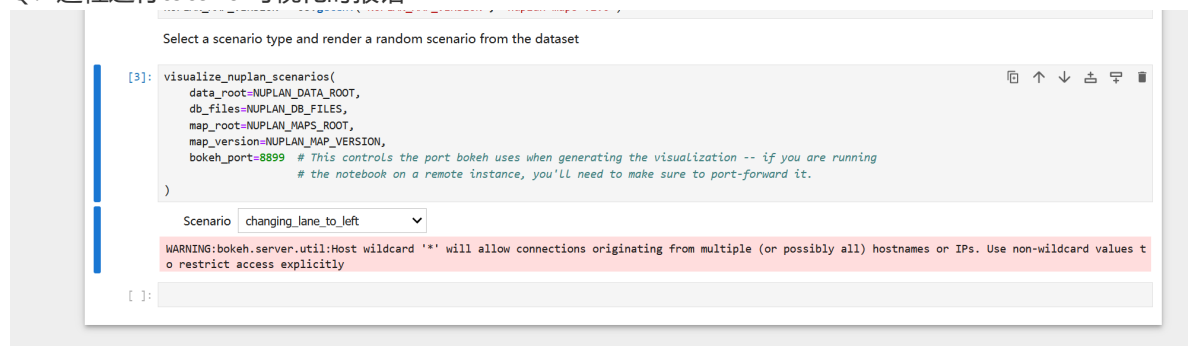 Select a scenario type and render a random scenario from the dataset
[3]: visualize_nuplan_scenarios(
data_root=NUPLAN_DATA_ROOT,
db_files=NUPLAN_DB_FILES,
map_root=NUPLAN_MAPS_ROOT,
map_version=NUPLAN_MAP_VERSION,
bokeh_port=8899 # This controls the port bokeh uses when generating the visualization -- if you are running
# the notebook on a remote instance, you'll need to make sure to port-forward it.
)
Scenario changing_lane_to_left
WARNING:bokeh.server.util:Host wildcard '*' will allow connections originating from multiple (or possibly all) hostnames or IPs. Use non-wildcard values t
o restrict access explicitly
[ ]: